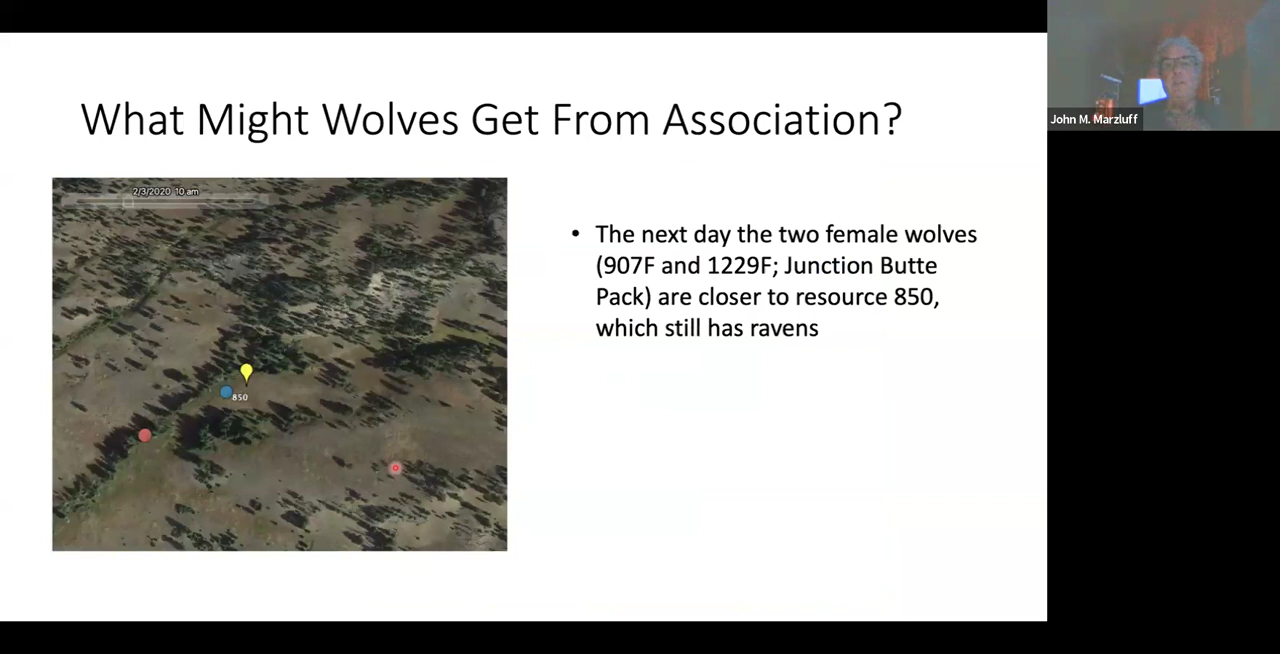 What Might Wolves Get From Association?
John M. Marzluff
2/3/2020 10 am
850
• The next day the two female wolves
(907F and 1229F; Junction Butte
Pack) are closer to resource 850,
which still has ravens